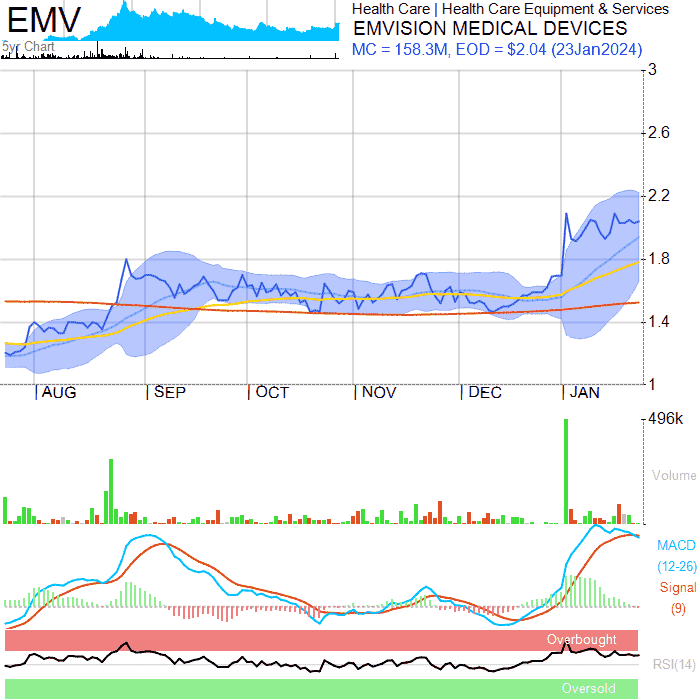 EMV
Health Care | Health Care Equipment & Services
EMVISION MEDICAL DEVICES
5yr Chart
MC = 158.3M, EOD = $2.04 (23Jan2024)
3
2.6
2.2
1.8
1.4
1
AUG SEP OCT NOV DEC JAN
496k
Volume
MACD
(12-26)
Signal
(9)
Overbought
RSI(14)
Oversold